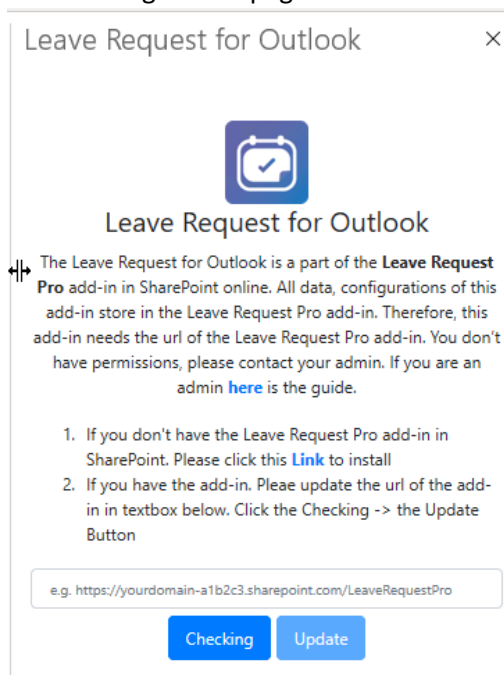 Leave Request for Outlook
Leave Request for Outlook
The Leave Request for Outlook is a part of the Leave Request
Pro add-in in SharePoint online. All data, configurations of this
add-in store in the Leave Request Pro add-in. Therefore, this
add-in needs the url of the Leave Request Pro add-in. You don't
have permissions, please contact your admin. If you are an
admin here is the guide.
1. If you don't have the Leave Request Pro add-in in
SharePoint. Please click this Link to install
2. If you have the add-in. Pleae update the url of the add-
in in textbox below. Click the Checking -> the Update
Button
e.g. https://yourdomain-a1b2c3.sharepoint.com/LeaveRequestPro
Checking Update